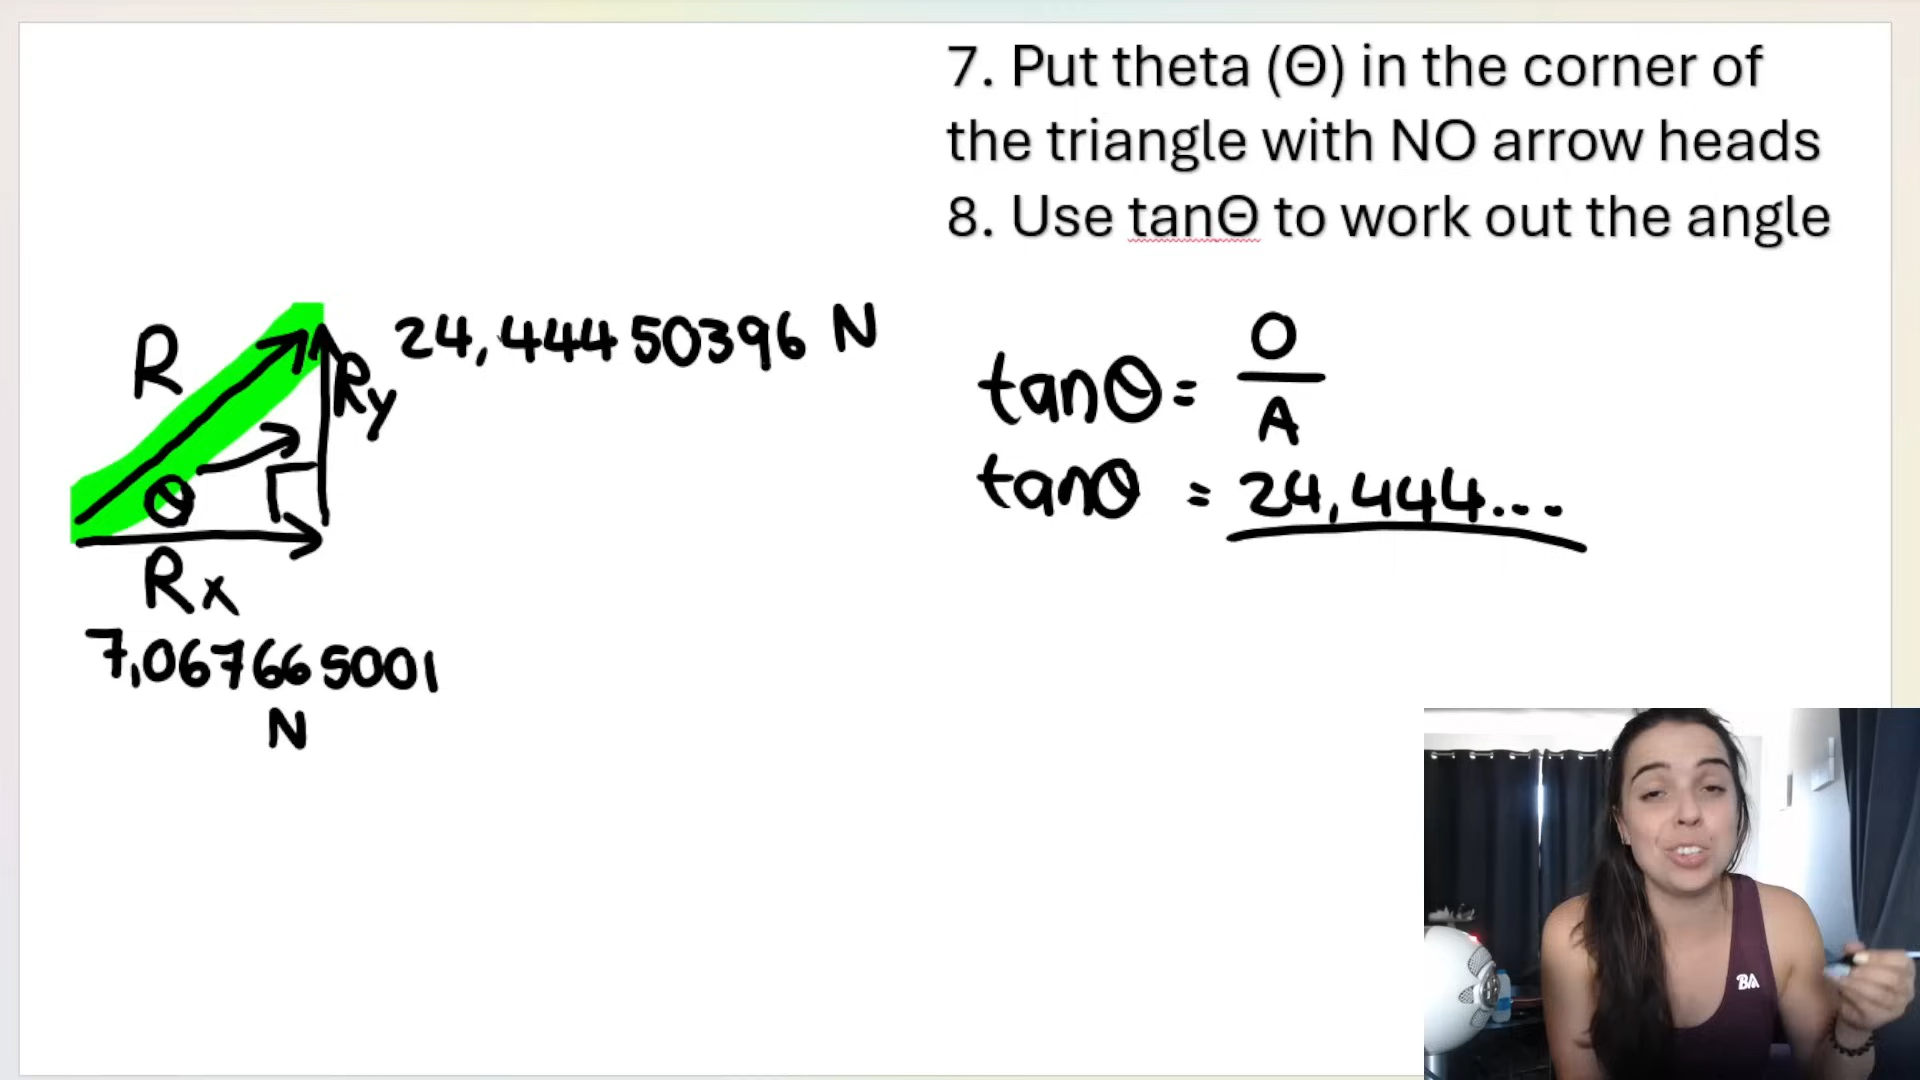 7. Put theta (Θ) in the corner of
the triangle with NO arrow heads
8. Use tanΘ to work out the angle
R
24,44450396 N
Ry
θ
Rx
7,067665001
N
tanθ = O
A
tanθ = 24,444...
BA